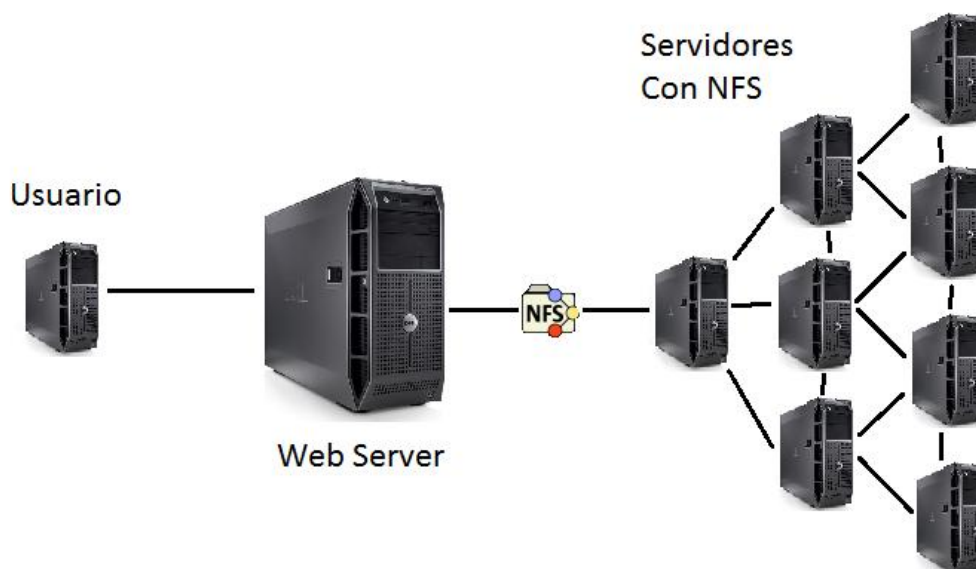 Usuario
Web Server
NFS
Servidores
Con NFS